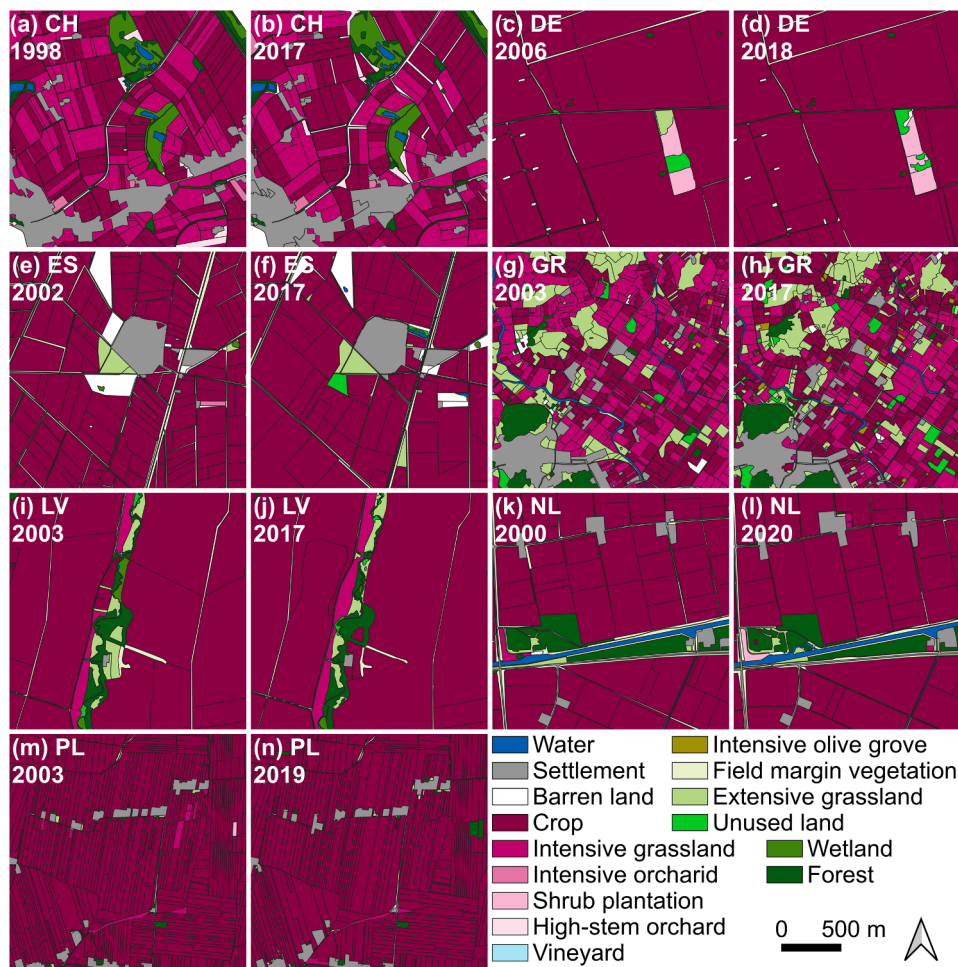 (a) CH
1998
(b) CH
2017
(c) DE
2006
(d) DE
2018
(e) ES
2002
(f) ES
2017
(g) GR
2003
(h) GR
2017
(i) LV
2003
(j) LV
2017
(k) NL
2000
(l) NL
2020
(m) PL
2003
(n) PL
2019
Water
Settlement
Barren land
Crop
Intensive grassland
Intensive orchard
Shrub plantation
High-stem orchard
Vineyard
Intensive olive grove
Field margin vegetation
Extensive grassland
Unused land
Wetland
Forest
0 500 m